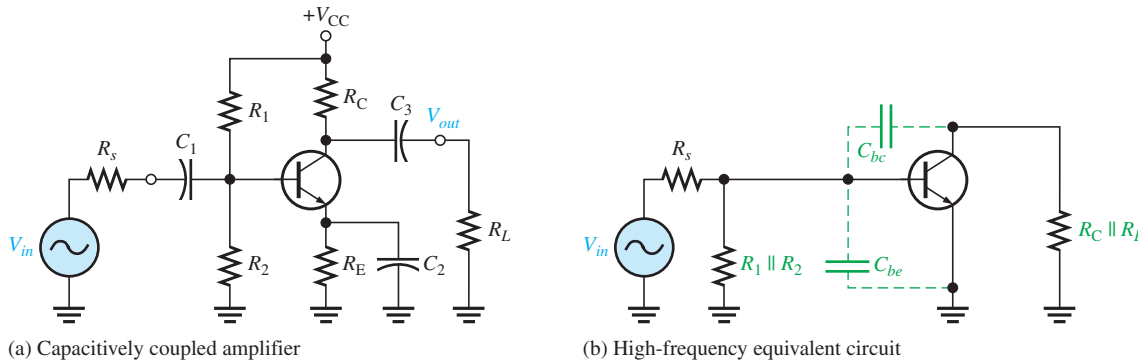 +V_CC
R_1
R_C
C_3
V_out
R_s
C_1
V_in
R_2
R_E
C_2
R_L
(a) Capacitively coupled amplifier
C_bc
R_s
V_in
R_1 || R_2
C_be
R_C || R_L
(b) High-frequency equivalent circuit